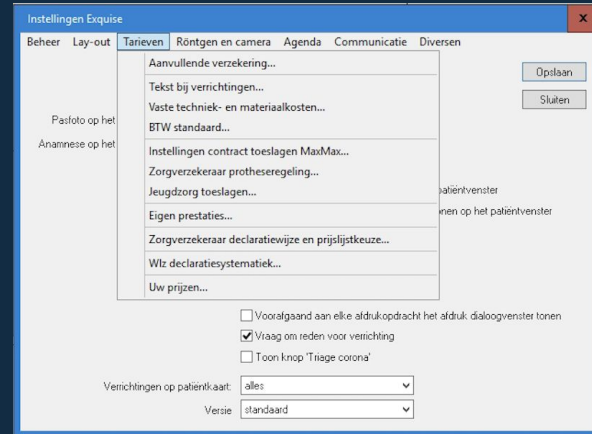 Instellingen Exquise
x
Beheer Lay-out Tarieven Röntgen en camera Agenda Communicatie Diversen
Aanvullende verzekering...
Opslaan
Tekst bij verrichtingen...
Sluiten
Vaste techniek- en materiaalkosten...
Pasfoto op het
BTW standaard...
Anamnese op het
Instellingen contract toeslagen MaxMax...
Zorgverzekeraar protheseregeling...
Jeugdzorg toeslagen...
patiëntvenster
Eigen prestaties...
onen op het patiëntvenster
Zorgverzekeraar declaratiewijze en prijslijstkeuze...
Wlz declaratiesystematiek...
Uw prijzen...
Voorafgaand aan elke afdrukopdracht het afdruk dialoogvenster tonen
Vraag om reden voor verrichting
Toon knop 'Triage corona'
Verrichtingen op patiëntkaart: alles
Versie standaard